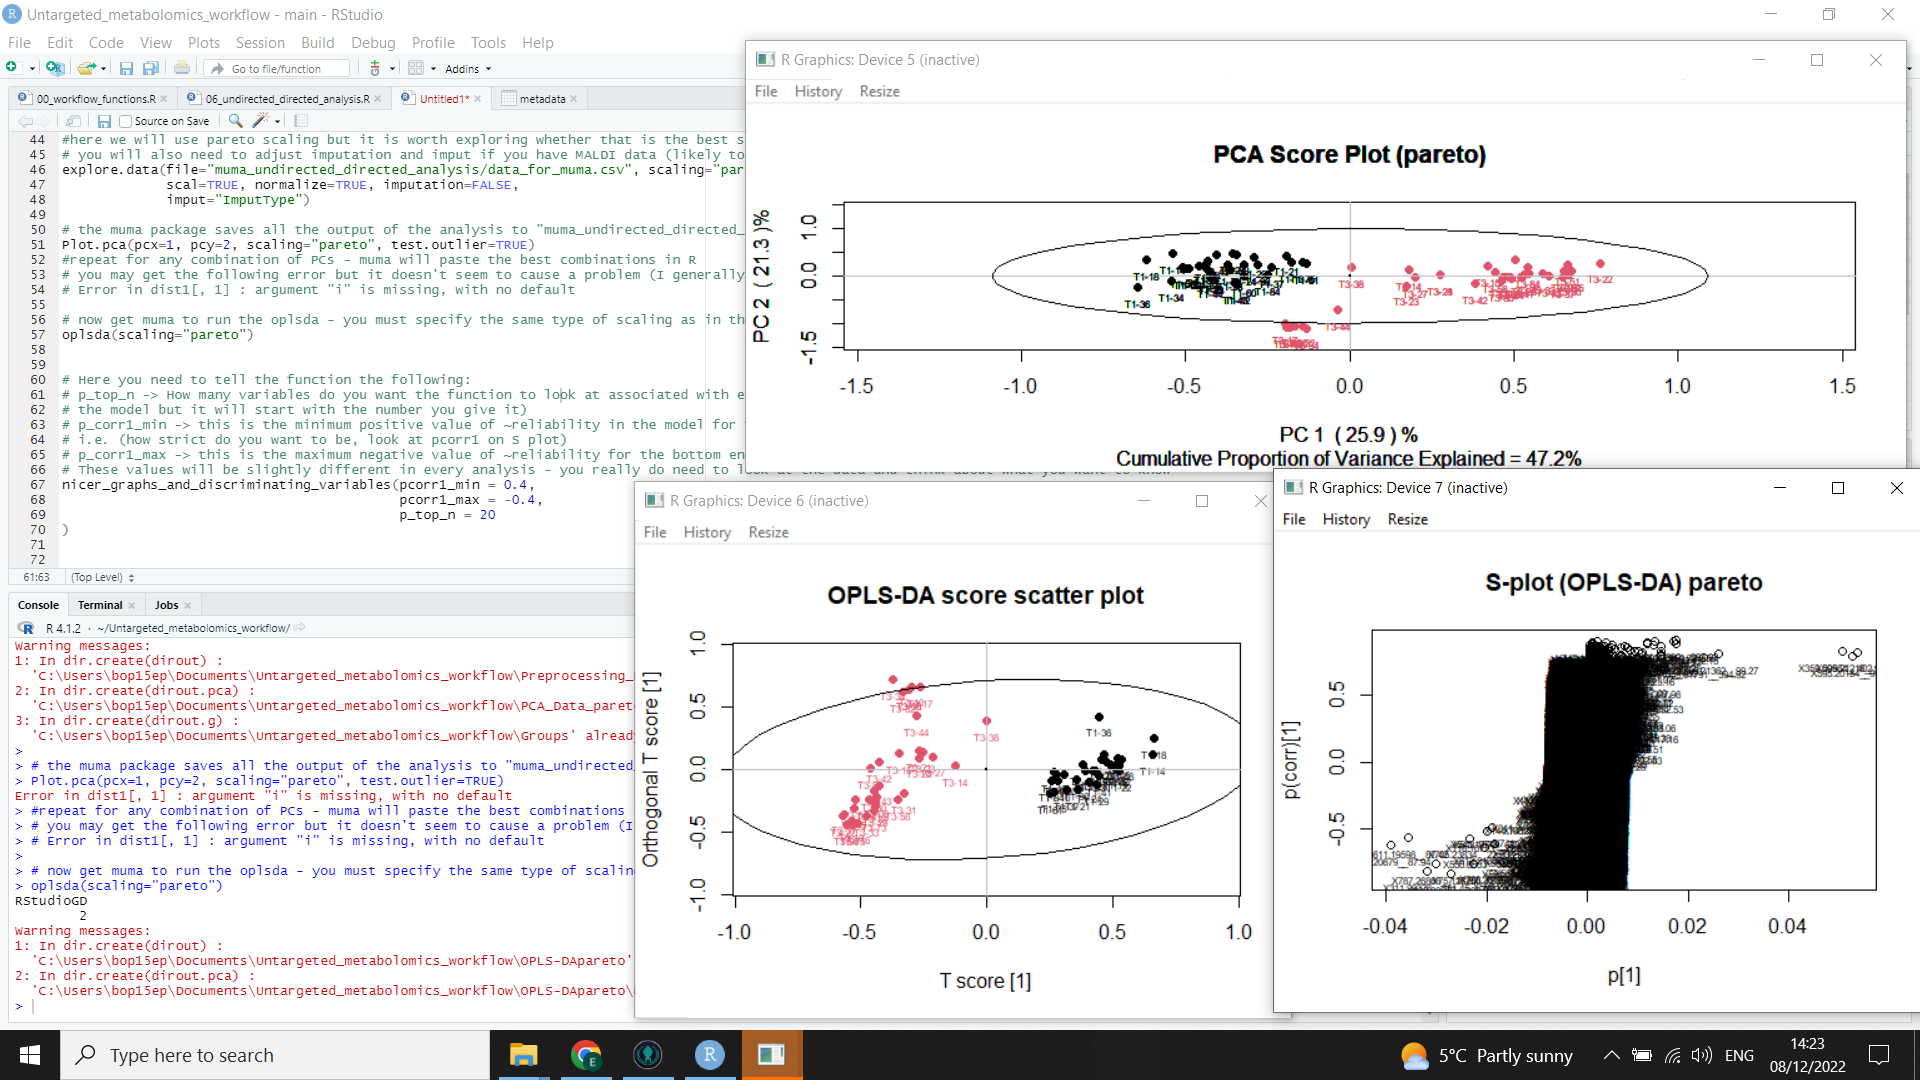 Untargeted_metabolomics_workflow - main - RStudio
File Edit Code View Plots Session Build Debug Profile Tools Help
Go to file/function
Addins
00_workflow_functions.R
06_undirected_directed_analysis.R
Untitled1*
metadata
Source on Save
44 #here we will use pareto scaling but it is worth exploring whether that is the best s
45 # you will also need to adjust imputation and input if you have MALDI data (likely to
46 explore.data(file="muma_undirected_directed_analysis/data_for_muma.csv", scaling="par
47 scal=TRUE, normalize=TRUE, imputation=FALSE,
48 input="ImputType")
49
50 # the muma package saves all the output of the analysis to "muma_undirected_directed_
51 Plot.pca(pcx=1, pcy=2, scaling="pareto", test.outlier=TRUE)
52 #repeat for any combination of PCs - muma will paste the best combinations in R
53 # you may get the following error but it doesn't seem to cause a problem (I generally
54 # Error in dist1[, 1] : argument "i" is missing, with no default
55
56 # now get muma to run the oplsda - you must specify the same type of scaling as in th
57 oplsda(scaling="pareto")
58
59
60 # Here you need to tell the function the following:
61 # p_top_n -> How many variables do you want the function to look at associated with e
62 # the model but it will start with the number you give it)
63 # p_corr1_min -> this is the minimum positive value of ~reliability in the model for
64 # i.e. (how strict do you want to be, look at pcorr1 on S plot)
65 # p_corr1_max -> this is the maximum negative value of ~reliability for the bottom en
66 # These values will be slightly different in every analysis - you really do need to look at the data and think about what you want to know
67 nicer_graphs_and_discriminating_variables(pcorr1_min = 0.4,
68 pcorr1_max = -0.4,
69 p_top_n = 20
70 )
71
72
61:63 (Top Level)
Console Terminal Jobs
R 4.1.2 · ~/Untargeted_metabolomics_workflow/
Warning messages:
1: In dir.create(dirout) :
'C:\Users\bop15ep\Documents\Untargeted_metabolomics_workflow\Preprocessing_
2: In dir.create(dirout.pca) :
'C:\Users\bop15ep\Documents\Untargeted_metabolomics_workflow\PCA_Data_paret
3: In dir.create(dirout.g) :
'C:\Users\bop15ep\Documents\Untargeted_metabolomics_workflow\Groups' alread
>
> # the muma package saves all the output of the analysis to "muma_undirected_
> Plot.pca(pcx=1, pcy=2, scaling="pareto", test.outlier=TRUE)
Error in dist1[, 1] : argument "i" is missing, with no default
> #repeat for any combination of PCs - muma will paste the best combinations
> # you may get the following error but it doesn't seem to cause a problem (I
> # Error in dist1[, 1] : argument "i" is missing, with no default
>
> # now get muma to run the oplsda - you must specify the same type of scalin
> oplsda(scaling="pareto")
RStudioGD
2
Warning messages:
1: In dir.create(dirout) :
'C:\Users\bop15ep\Documents\Untargeted_metabolomics_workflow\OPLS-DApareto'
2: In dir.create(dirout.pca) :
'C:\Users\bop15ep\Documents\Untargeted_metabolomics_workflow\OPLS-DApareto\
>
R Graphics: Device 5 (inactive)
File History Resize
PCA Score Plot (pareto)
PC 2 ( 21.3 )%
1.0
0.0
-1.5
T1-18
T1-36
T1-34
T1-21
T3-38
T3-14
T3-23
T3-42
T3-22
T3-44
-1.5 -1.0 -0.5 0.0 0.5 1.0 1.5
PC 1 ( 25.9 ) %
Cumulative Proportion of Variance Explained = 47.2%
R Graphics: Device 6 (inactive)
File History Resize
OPLS-DA score scatter plot
Orthogonal T score [1]
1.0
0.5
0.0
-0.5
-1.0
T3-44
T3-38
T1-36
T3-14
T1-14
T3-42
T3-31
-1.0 -0.5 0.0 0.5 1.0
T score [1]
R Graphics: Device 7 (inactive)
File History Resize
S-plot (OPLS-DA) pareto
p(corr)[1]
0.5
0.0
-0.5
-0.04 -0.02 0.00 0.02 0.04
p[1]
Type here to search
5°C Partly sunny
ENG
14:23
08/12/2022